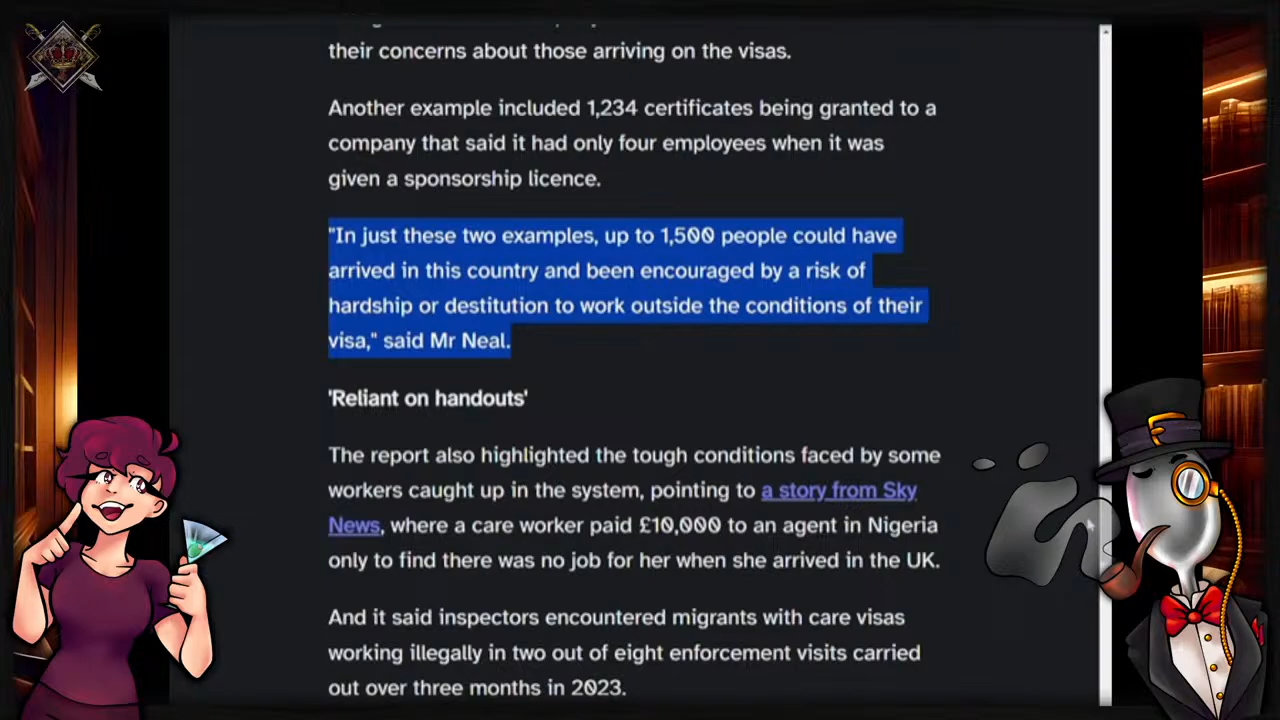 their concerns about those arriving on the visas.
Another example included 1,234 certificates being granted to a
company that said it had only four employees when it was
given a sponsorship licence.
"In just these two examples, up to 1,500 people could have
arrived in this country and been encouraged by a risk of
hardship or destitution to work outside the conditions of their
visa," said Mr Neal.
'Reliant on handouts'
The report also highlighted the tough conditions faced by some
workers caught up in the system, pointing to a story from Sky
News, where a care worker paid £10,000 to an agent in Nigeria
only to find there was no job for her when she arrived in the UK.
And it said inspectors encountered migrants with care visas
working illegally in two out of eight enforcement visits carried
out over three months in 2023.